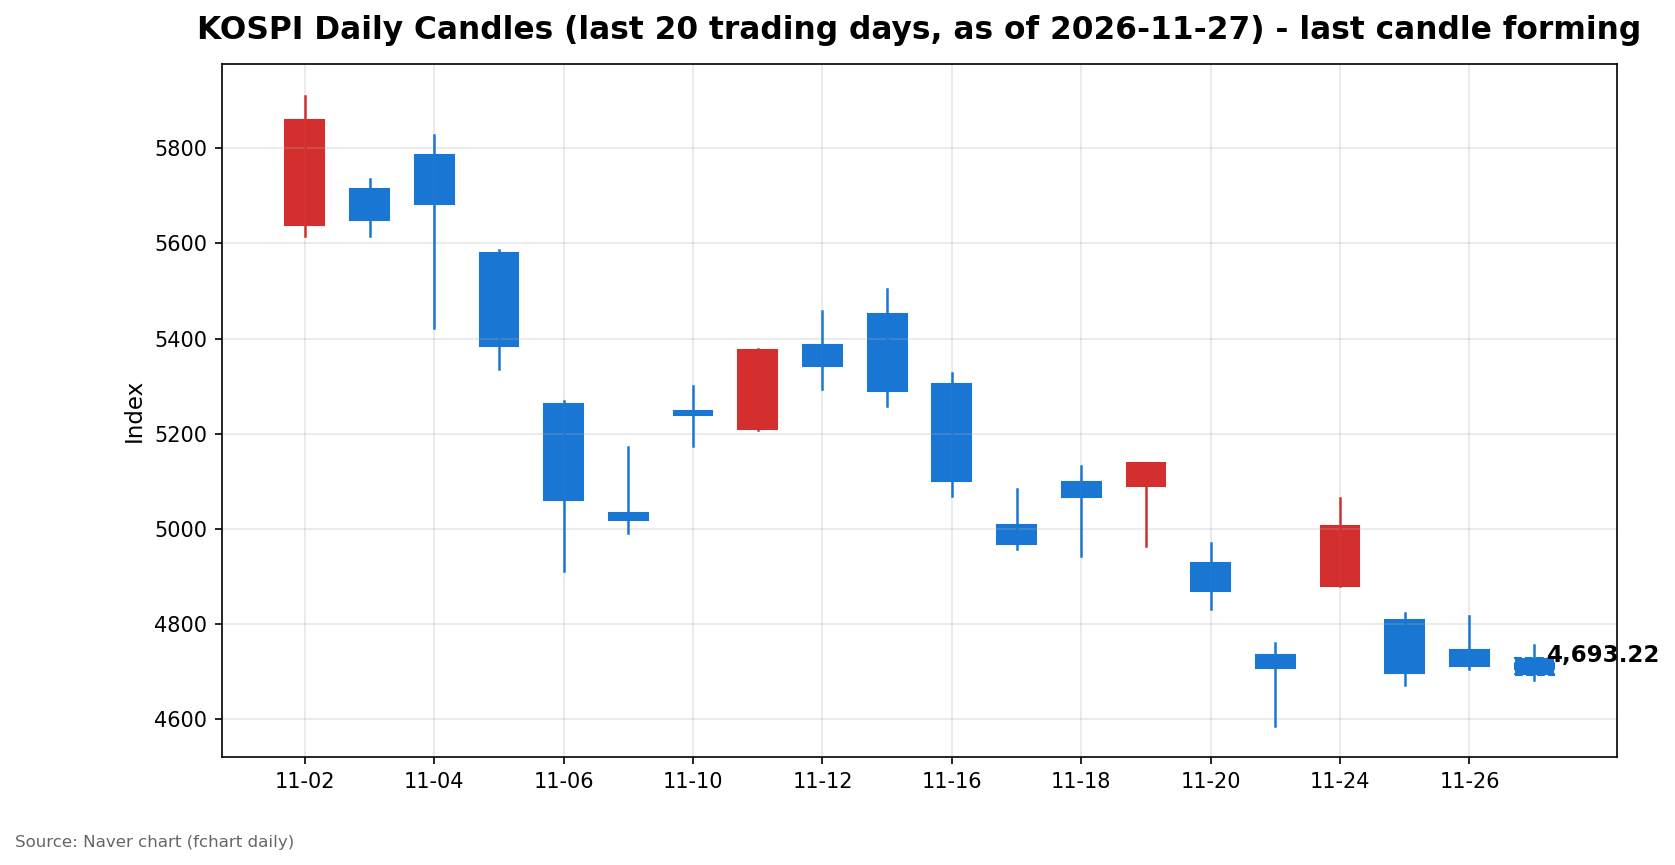 KOSPI Daily Candles (last 20 trading days, as of 2026-11-27) - last candle forming
Index
5800
5600
5400
5200
5000
4800
4600
4,693.22
11-02 11-04 11-06 11-10 11-12 11-16 11-18 11-20 11-24 11-26
Source: Naver chart (fchart daily)